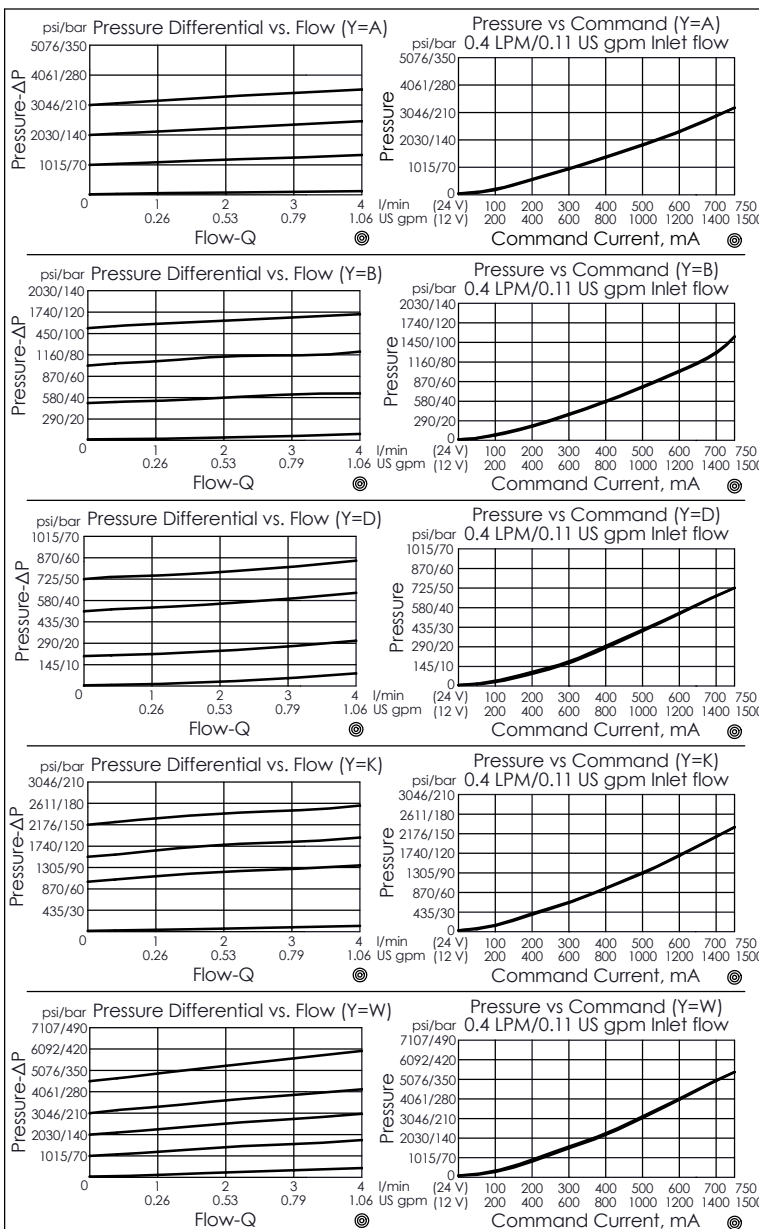 psi/bar Pressure Differential vs. Flow (Y=A)
5076/350
4061/280
3046/210
2030/140
1015/70
Pressure-ΔP
0 1 2 3 4 l/min
0.26 0.53 0.79 1.06 US gpm
Flow-Q
Pressure vs Command (Y=A)
psi/bar 0.4 LPM/0.11 US gpm Inlet flow
5076/350
4061/280
3046/210
2030/140
1015/70
0
Pressure
(24 V) 100 200 300 400 500 600 700 750
(12 V) 200 400 600 800 1000 1200 1400 1500
Command Current, mA
psi/bar Pressure Differential vs. Flow (Y=B)
2030/140
1740/120
450/100
1160/80
870/60
580/40
290/20
Pressure-ΔP
0 1 2 3 4 l/min
0.26 0.53 0.79 1.06 US gpm
Flow-Q
Pressure vs Command (Y=B)
psi/bar 0.4 LPM/0.11 US gpm Inlet flow
2030/140
1740/120
1450/100
1160/80
870/60
580/40
290/20
0
Pressure
(24 V) 100 200 300 400 500 600 700 750
(12 V) 200 400 600 800 1000 1200 1400 1500
Command Current, mA
psi/bar Pressure Differential vs. Flow (Y=D)
1015/70
870/60
725/50
580/40
435/30
290/20
145/10
Pressure-ΔP
0 1 2 3 4 l/min
0.26 0.53 0.79 1.06 US gpm
Flow-Q
Pressure vs Command (Y=D)
psi/bar 0.4 LPM/0.11 US gpm Inlet flow
1015/70
870/60
725/50
580/40
435/30
290/20
145/10
0
Pressure
(24 V) 100 200 300 400 500 600 700 750
(12 V) 200 400 600 800 1000 1200 1400 1500
Command Current, mA
psi/bar Pressure Differential vs. Flow (Y=K)
3046/210
2611/180
2176/150
1740/120
1305/90
870/60
435/30
Pressure-ΔP
0 1 2 3 4 l/min
0.26 0.53 0.79 1.06 US gpm
Flow-Q
Pressure vs Command (Y=K)
psi/bar 0.4 LPM/0.11 US gpm Inlet flow
3046/210
2611/180
2176/150
1740/120
1305/90
870/60
435/30
0
Pressure
(24 V) 100 200 300 400 500 600 700 750
(12 V) 200 400 600 800 1000 1200 1400 1500
Command Current, mA
psi/bar Pressure Differential vs. Flow (Y=W)
7107/490
6092/420
5076/350
4061/280
3046/210
2030/140
1015/70
Pressure-ΔP
0 1 2 3 4 l/min
0.26 0.53 0.79 1.06 US gpm
Flow-Q
Pressure vs Command (Y=W)
psi/bar 0.4 LPM/0.11 US gpm Inlet flow
7107/490
6092/420
5076/350
4061/280
3046/210
2030/140
1015/70
0
Pressure
(24 V) 100 200 300 400 500 600 700 750
(12 V) 200 400 600 800 1000 1200 1400 1500
Command Current, mA